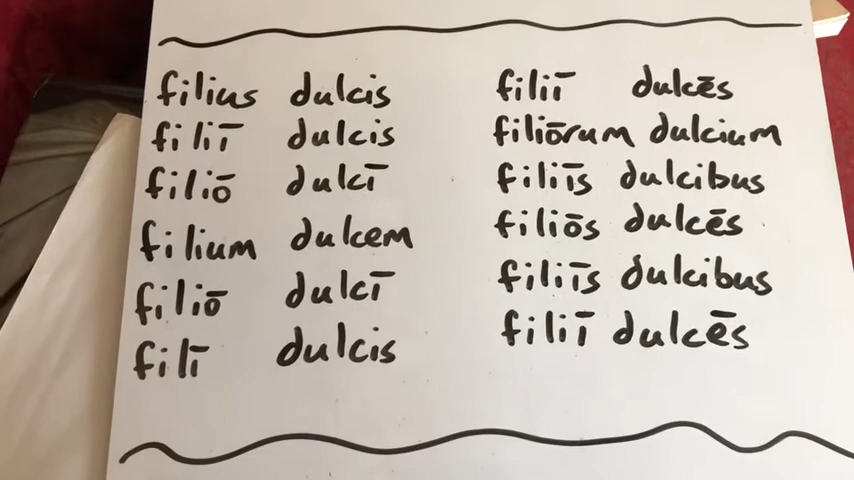 filius dulcis
filiī dulcis
filiō dulcī
filium dulcem
filiō dulcī
filī dulcis
filiī dulcēs
filiōrum dulcium
filiīs dulcibus
filiōs dulcēs
filiīs dulcibus
filiī dulcēs